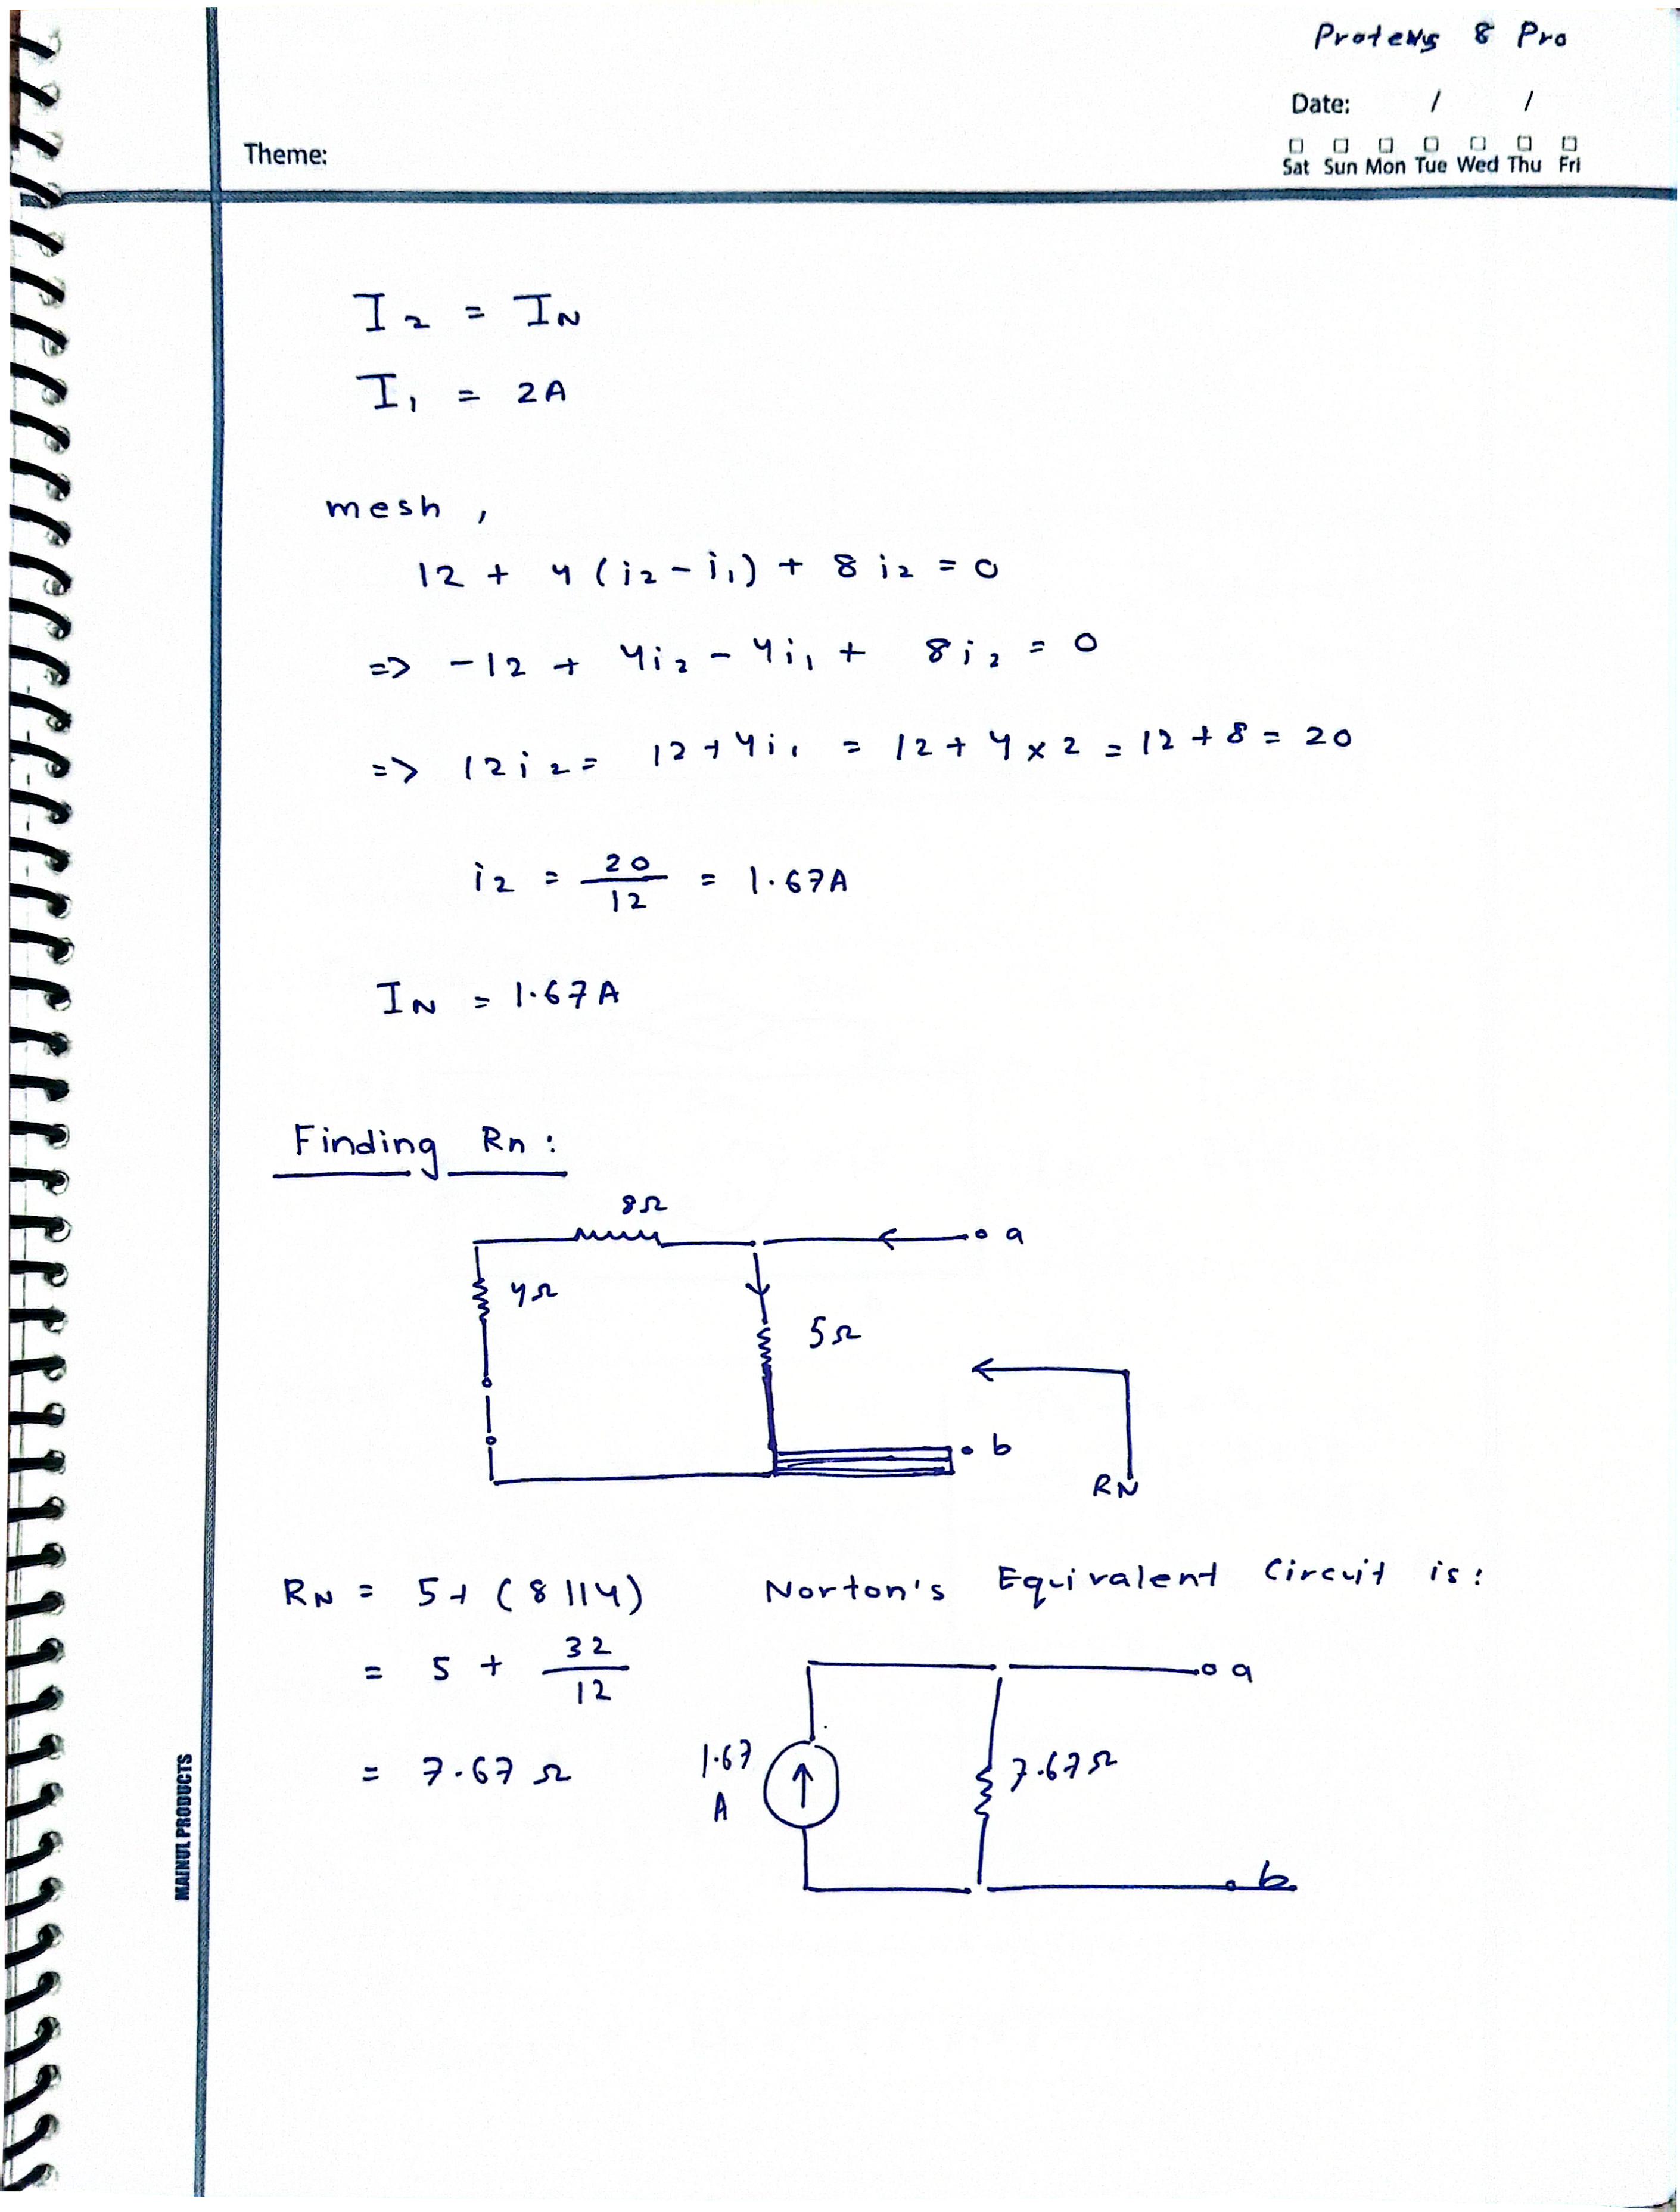 Proteus 8 Pro
Date: / /
Sat Sun Mon Tue Wed Thu Fri
Theme:
I₂ = IN
I₁ = 2A
mesh ,
12 + 4 (i₂ - i₁) + 8 i₂ = 0
=> -12 + 4i₂ - 4i₁ + 8i₂ = 0
=> 12i₂ = 12 + 4i₁ = 12 + 4 x 2 = 12 + 8 = 20
i₂ = 20/12 = 1.67A
IN = 1.67A
Finding Rn :
8Ω
a
4Ω
5Ω
b
RN
RN = 5 + (8 || 4)
= 5 + 32/12
= 7.67 Ω
Norton's Equivalent Circuit is :
a
1.67
A
7.67Ω
b
MAINUL PRODUCTS